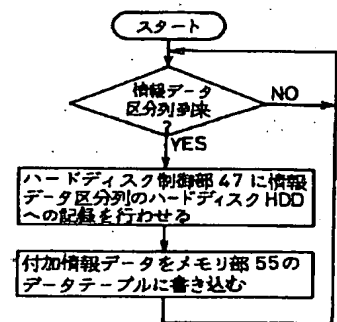 スタート
情報データ
区分列到来
?
NO
YES
ハードディスク制御部47に情報
データ区分列のハードディスクHDD
への記録を行わせる
付加情報データをメモリ部55の
データテーブルに書き込む